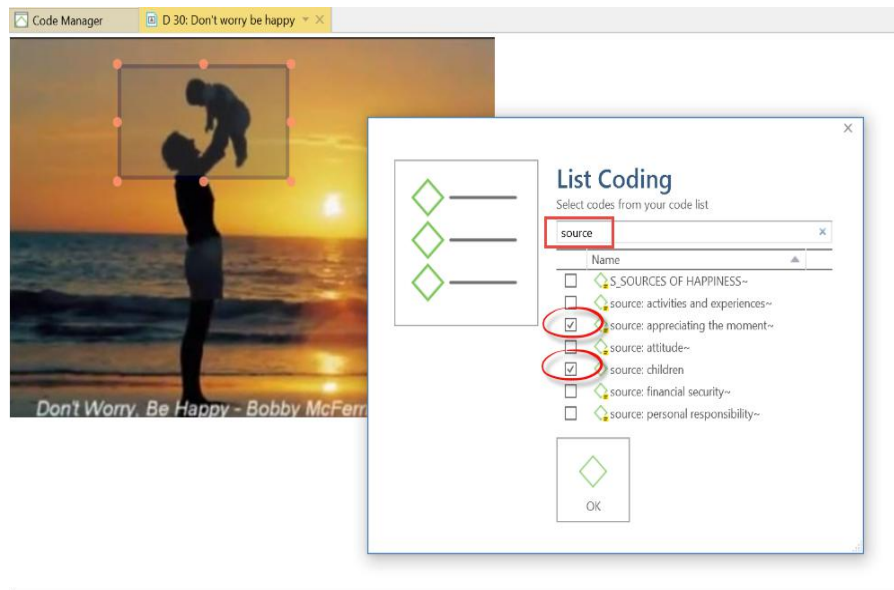 Code Manager
D 30: Don't worry be happy
Don't Worry, Be Happy - Bobby McFerr
List Coding
Select codes from your code list
source
Name
S_SOURCES OF HAPPINESS~
source: activities and experiences~
source: appreciating the moment~
source: attitude~
source: children
source: financial security~
source: personal responsibility~
OK